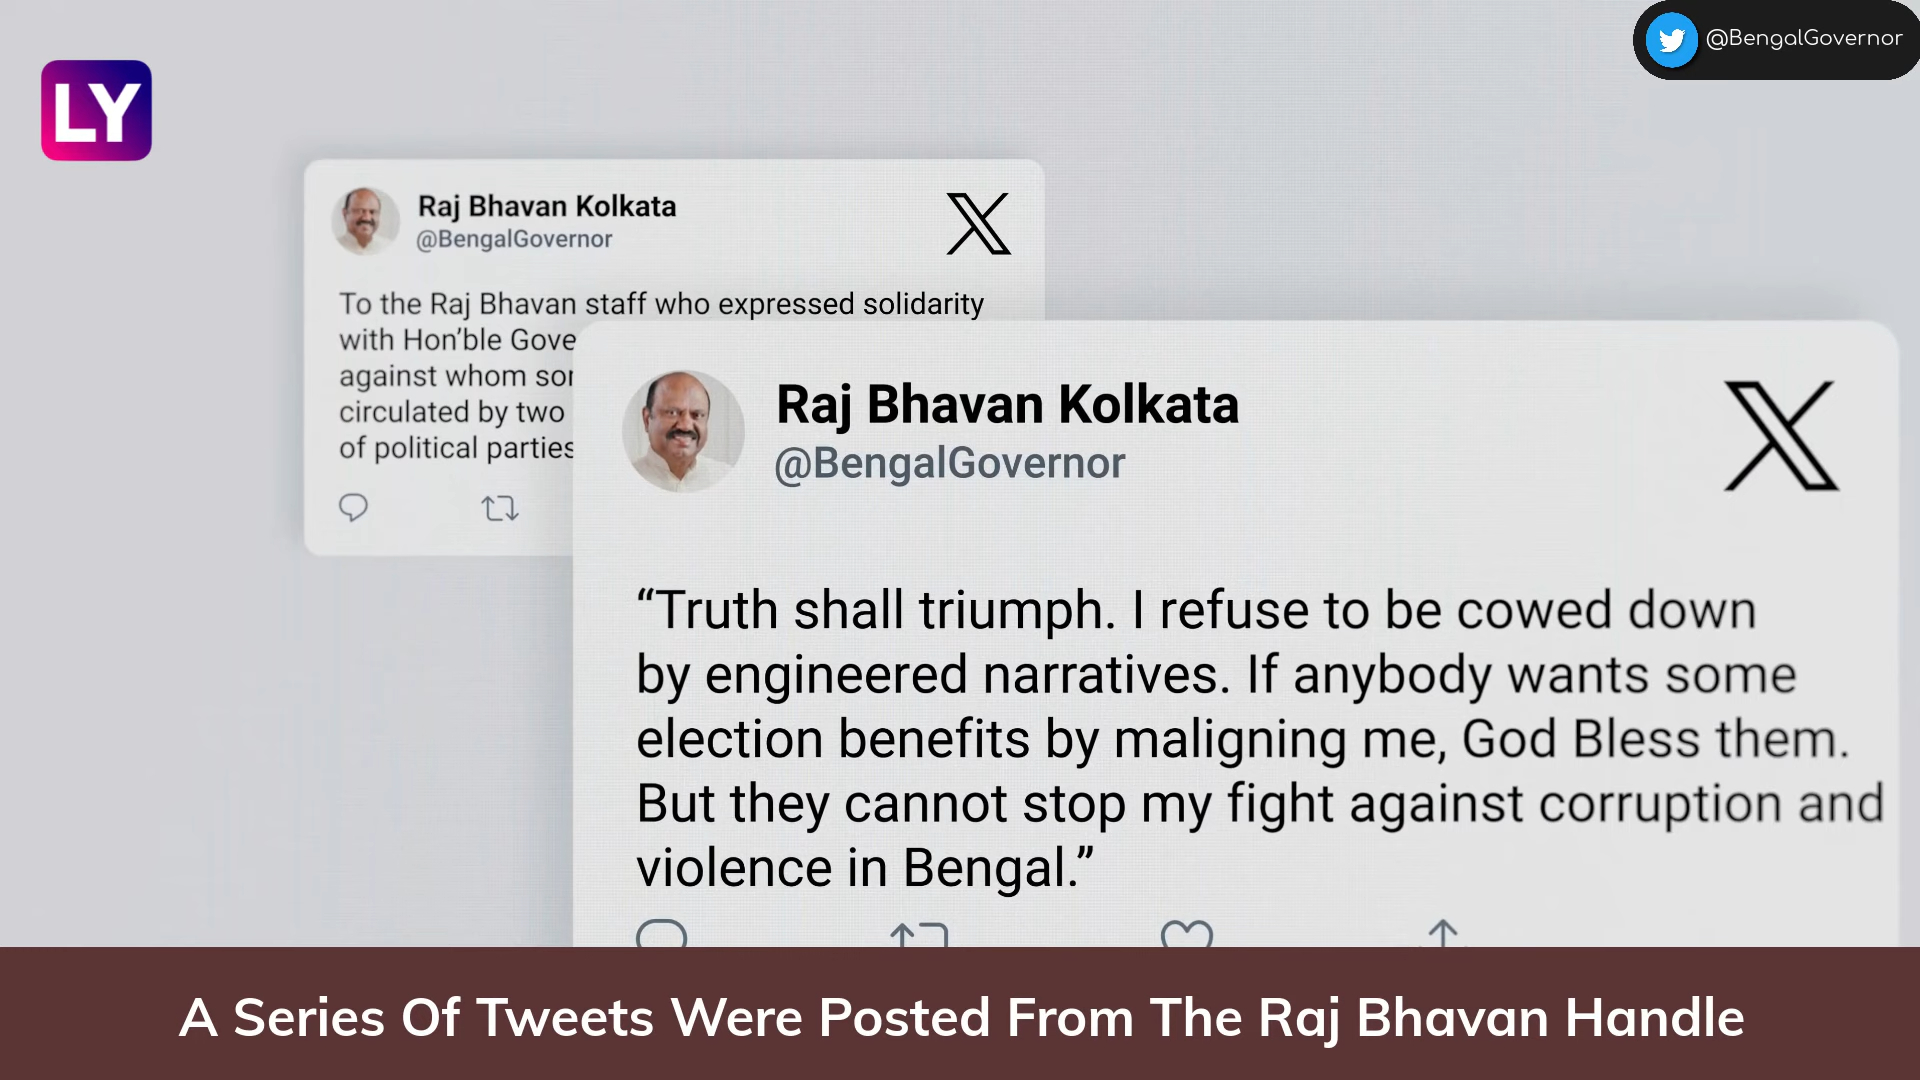 @BengalGovernor
LY
Raj Bhavan Kolkata
@BengalGovernor
To the Raj Bhavan staff who expressed solidarity
with Hon’ble Gove
against whom
circulated by two
of political parties
Raj Bhavan Kolkata
@BengalGovernor
“Truth shall triumph. I refuse to be cowed down
by engineered narratives. If anybody wants some
election benefits by maligning me, God Bless them.
But they cannot stop my fight against corruption and
violence in Bengal.”
A Series Of Tweets Were Posted From The Raj Bhavan Handle